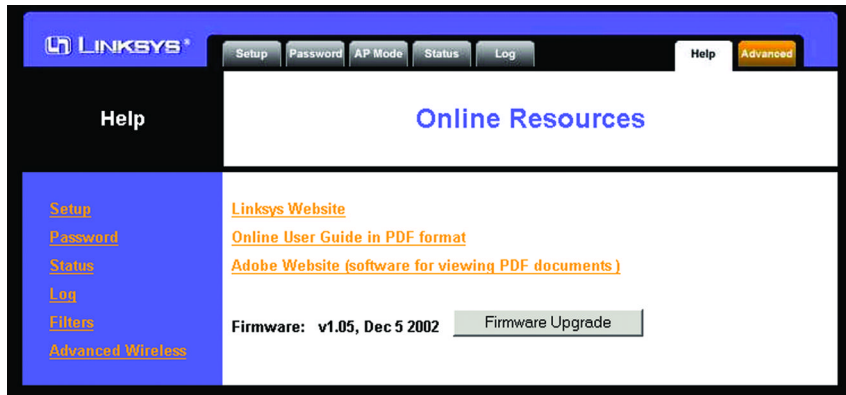 LINKSYS®
Setup Password AP Mode Status Log Help Advanced
Help
Online Resources
Setup
Password
Status
Log
Filters
Advanced Wireless
Linksys Website
Online User Guide in PDF format
Adobe Website (software for viewing PDF documents )
Firmware: v1.05, Dec 5 2002 Firmware Upgrade